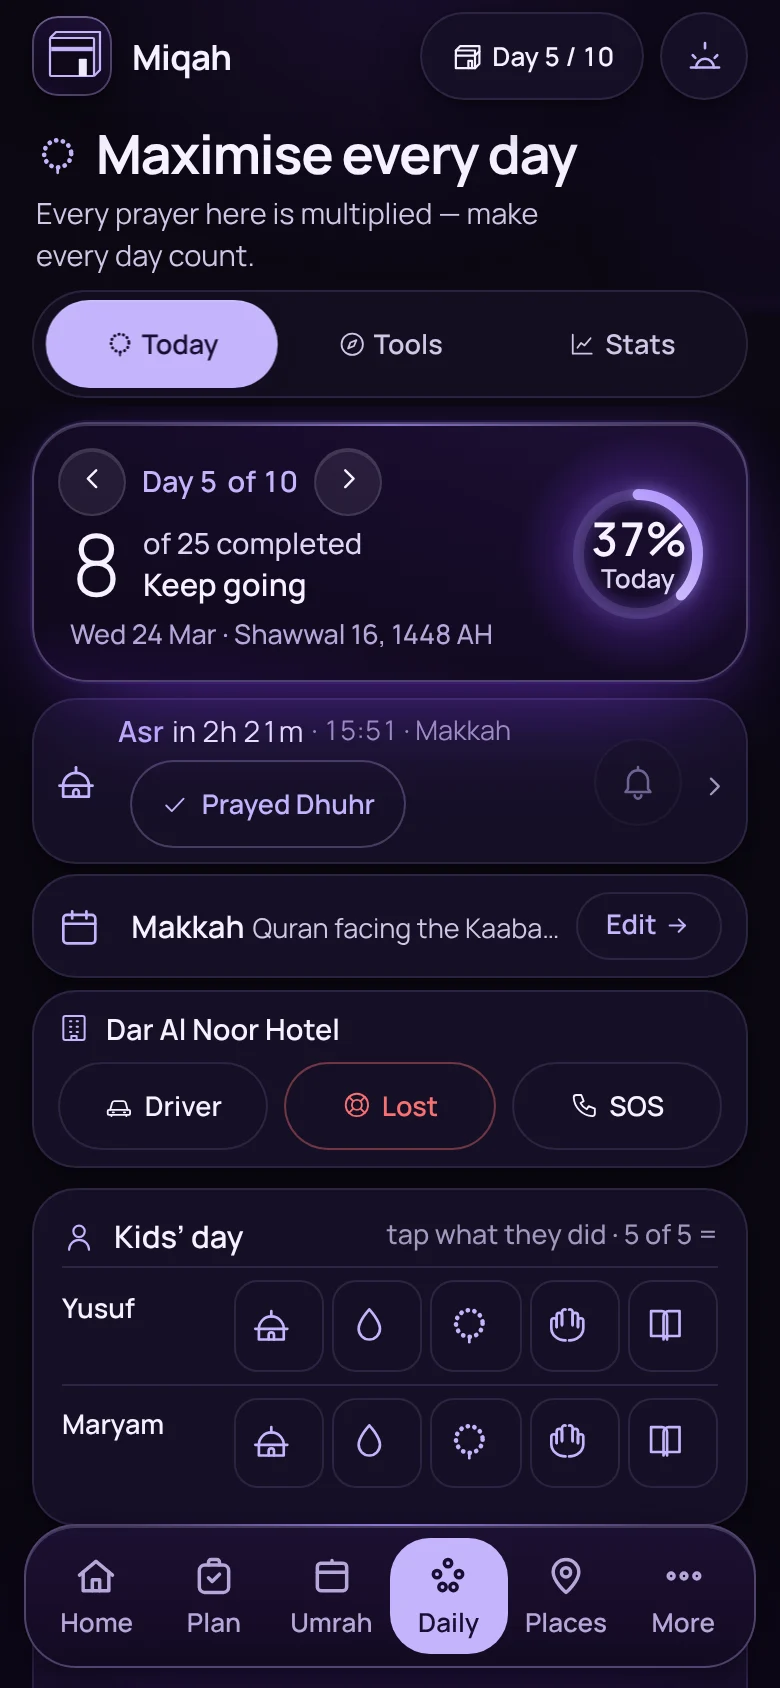 Miqah
Day 5 / 10
Maximise every day
Every prayer here is multiplied — make
every day count.
Today
Tools
Stats
Day 5 of 10
8
of 25 completed
Keep going
37%
Today
Wed 24 Mar · Shawwal 16, 1448 AH
Asr in 2h 21m · 15:51 · Makkah
Prayed Dhuhr
Makkah Quran facing the Kaaba...
Edit →
Dar Al Noor Hotel
Driver
Lost
SOS
Kids’ day
tap what they did · 5 of 5 =
Yusuf
Maryam
Home
Plan
Umrah
Daily
Places
More